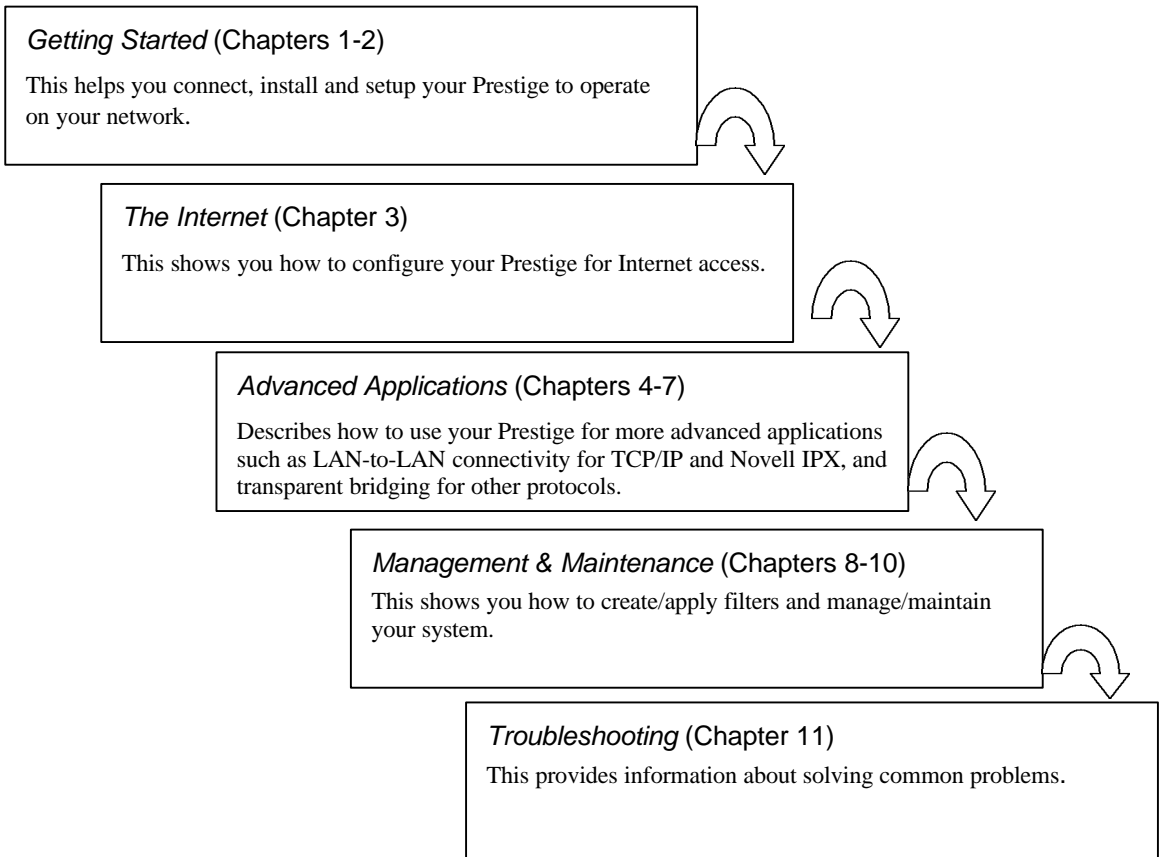 Getting Started (Chapters 1-2)
This helps you connect, install and setup your Prestige to operate
on your network.
The Internet (Chapter 3)
This shows you how to configure your Prestige for Internet access.
Advanced Applications (Chapters 4-7)
Describes how to use your Prestige for more advanced applications
such as LAN-to-LAN connectivity for TCP/IP and Novell IPX, and
transparent bridging for other protocols.
Management & Maintenance (Chapters 8-10)
This shows you how to create/apply filters and manage/maintain
your system.
Troubleshooting (Chapter 11)
This provides information about solving common problems.